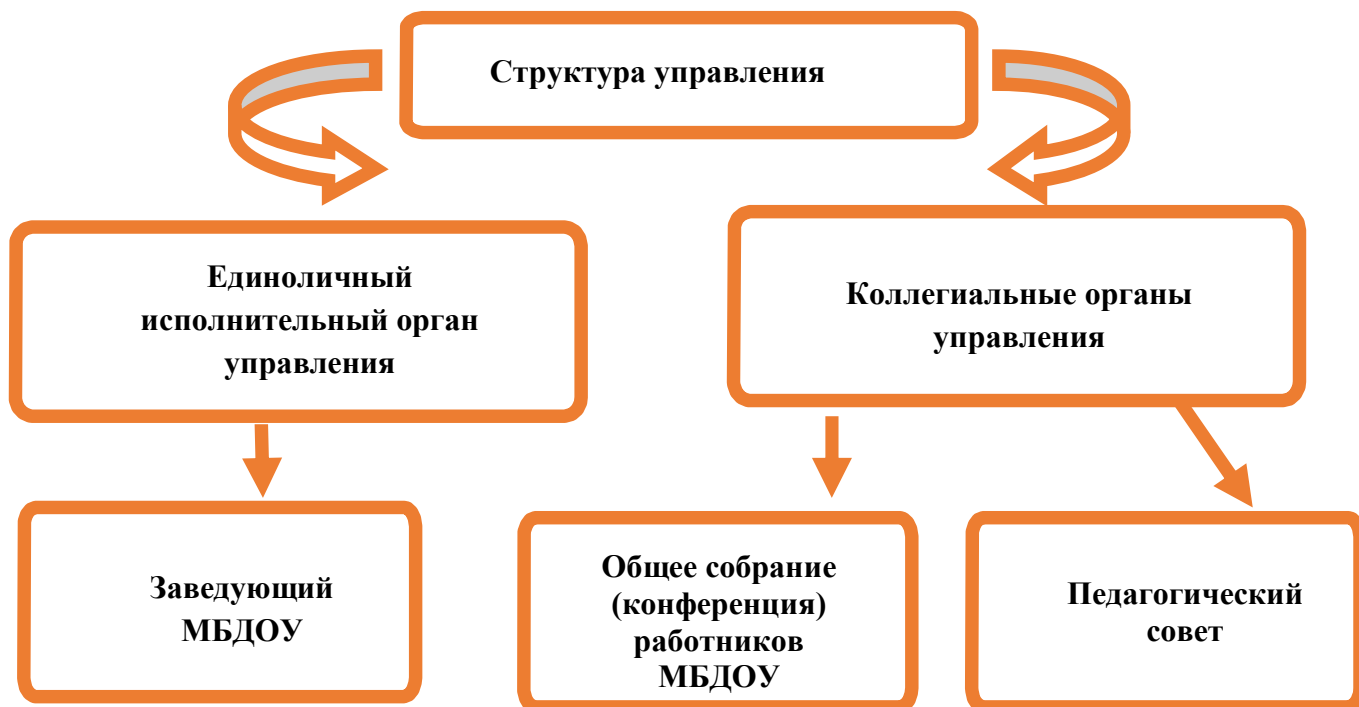 Структура управления
Единоличный
исполнительный орган
управления
Коллегиальные органы
управления
Заведующий
МБДОУ
Общее собрание
(конференция)
работников
МБДОУ
Педагогический
совет